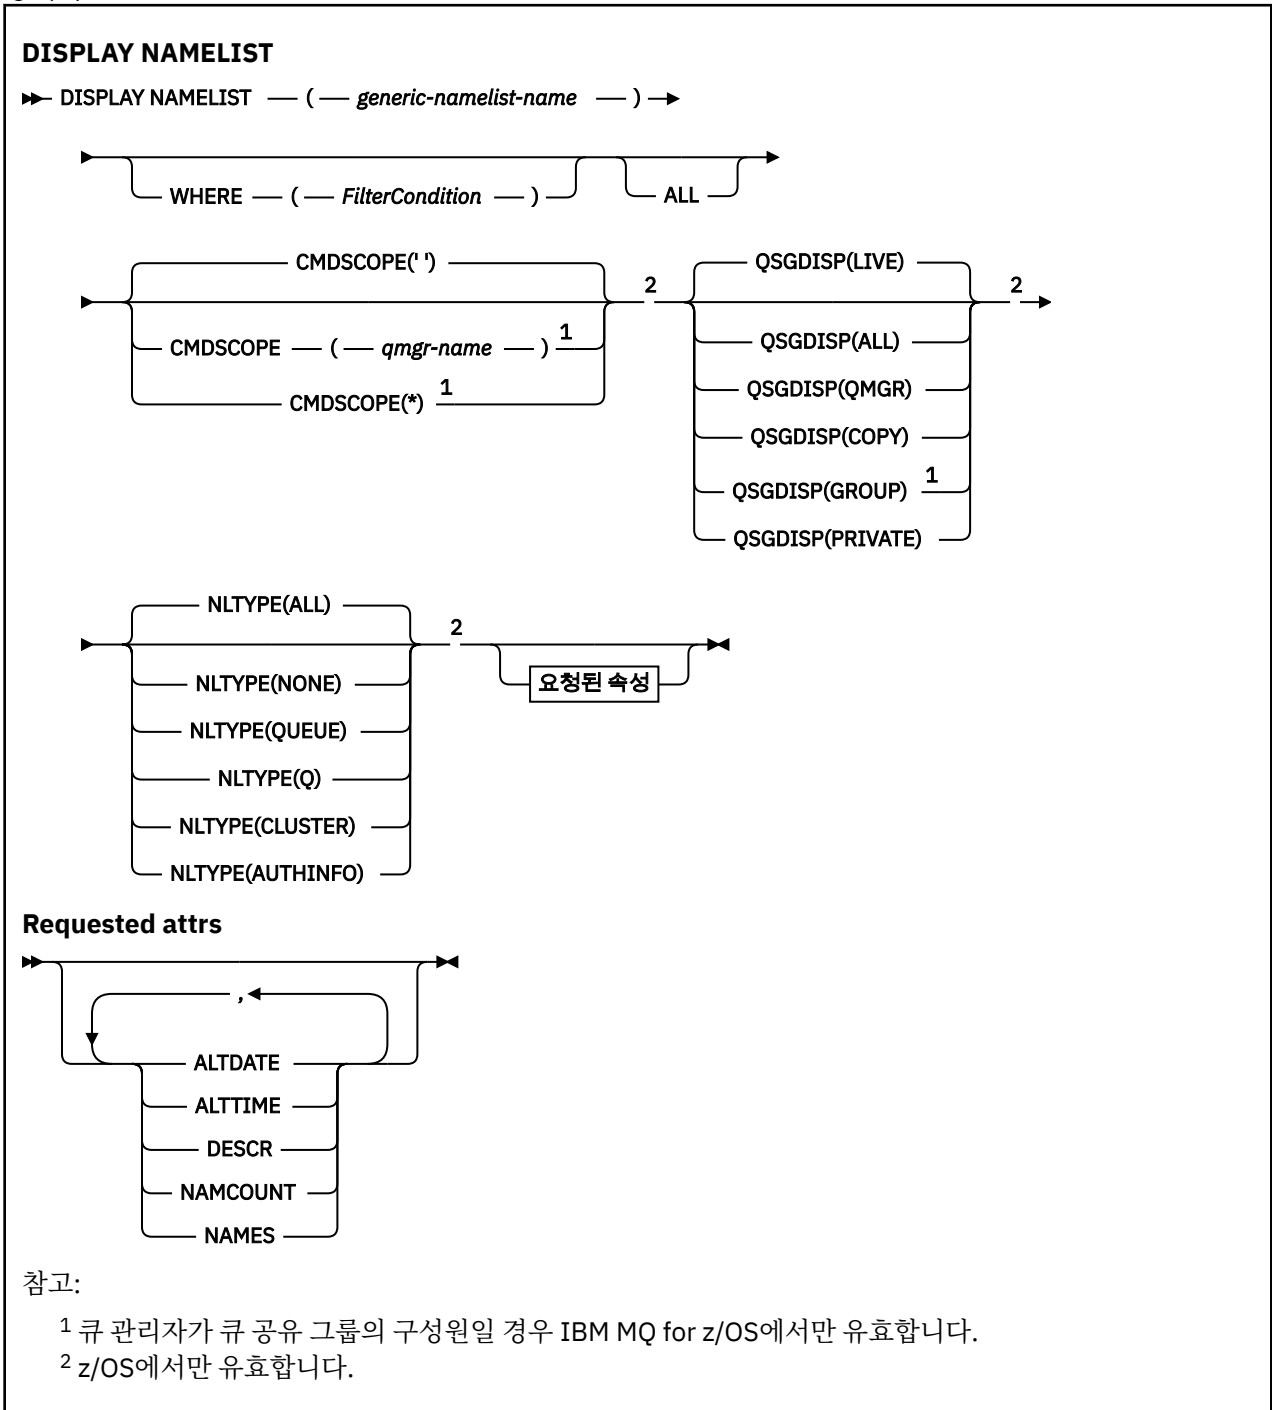 DISPLAY NAMELIST
DISPLAY NAMELIST ( generic-namelist-name )
WHERE ( FilterCondition ) ALL
CMDSCOPE(' ') QSGDISP(LIVE)
2 2
CMDSCOPE ( qmgr-name ) 1 QSGDISP(ALL)
CMDSCOPE(*) 1 QSGDISP(QMGR)
QSGDISP(COPY)
QSGDISP(GROUP) 1
QSGDISP(PRIVATE)
NLTYPE(ALL)
2
NLTYPE(NONE) 요청된 속성
NLTYPE(QUEUE)
NLTYPE(Q)
NLTYPE(CLUSTER)
NLTYPE(AUTHINFO)
Requested attrs
,
ALTDATE
ALTTIME
DESCR
NAMCOUNT
NAMES
참고:
1 큐 관리자가 큐 공유 그룹의 구성원일 경우 IBM MQ for z/OS에서만 유효합니다.
2 z/OS에서만 유효합니다.